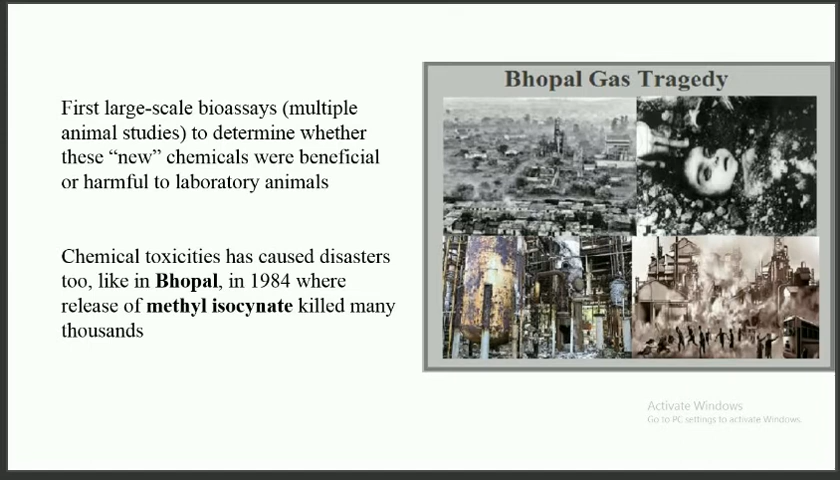 First large-scale bioassays (multiple
animal studies) to determine whether
these “new” chemicals were beneficial
or harmful to laboratory animals
Chemical toxicities has caused disasters
too, like in Bhopal, in 1984 where
release of methyl isocynate killed many
thousands
Bhopal Gas Tragedy
Activate Windows
Go to PC settings to activate Windows.